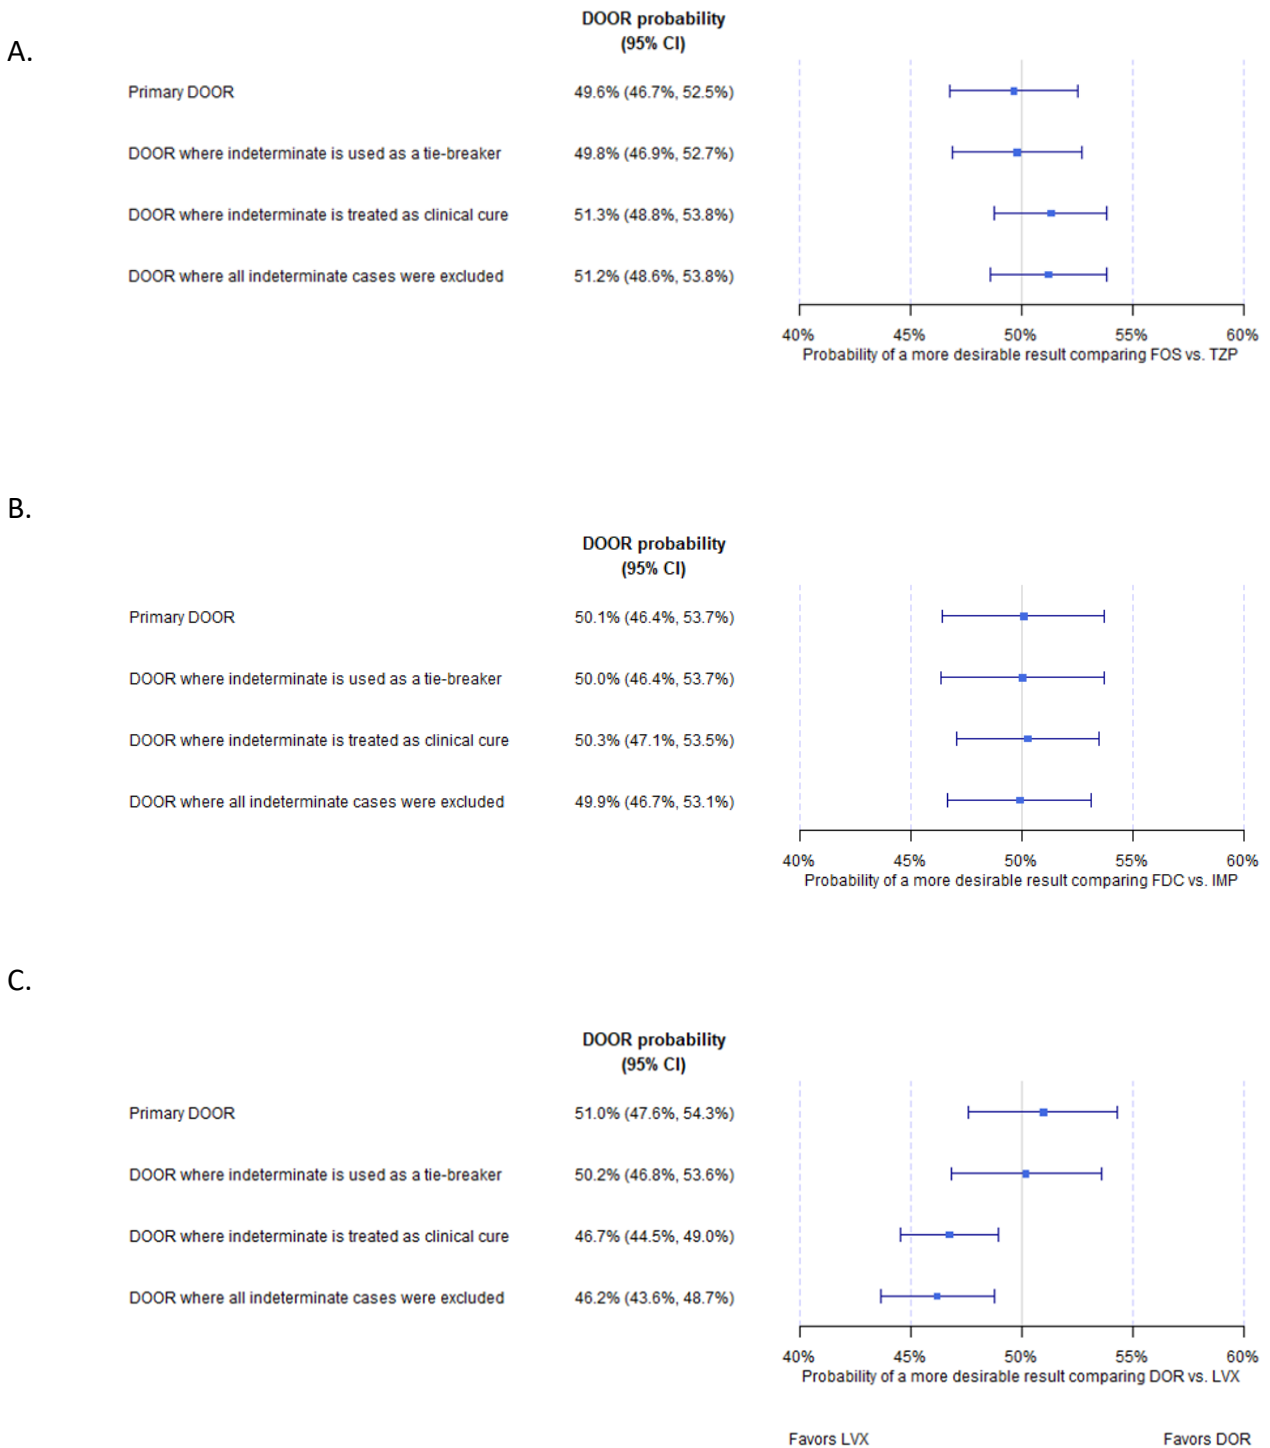 A.
DOOR probability
(95% CI)
Primary DOOR 49.6% (46.7%, 52.5%)
DOOR where indeterminate is used as a tie-breaker 49.8% (46.9%, 52.7%)
DOOR where indeterminate is treated as clinical cure 51.3% (48.8%, 53.8%)
DOOR where all indeterminate cases were excluded 51.2% (48.6%, 53.8%)
40% 45% 50% 55% 60%
Probability of a more desirable result comparing FOS vs. TZP
B.
DOOR probability
(95% CI)
Primary DOOR 50.1% (46.4%, 53.7%)
DOOR where indeterminate is used as a tie-breaker 50.0% (46.4%, 53.7%)
DOOR where indeterminate is treated as clinical cure 50.3% (47.1%, 53.5%)
DOOR where all indeterminate cases were excluded 49.9% (46.7%, 53.1%)
40% 45% 50% 55% 60%
Probability of a more desirable result comparing FDC vs. IMP
C.
DOOR probability
(95% CI)
Primary DOOR 51.0% (47.6%, 54.3%)
DOOR where indeterminate is used as a tie-breaker 50.2% (46.8%, 53.6%)
DOOR where indeterminate is treated as clinical cure 46.7% (44.5%, 49.0%)
DOOR where all indeterminate cases were excluded 46.2% (43.6%, 48.7%)
40% 45% 50% 55% 60%
Probability of a more desirable result comparing DOR vs. LVX
Favors LVX Favors DOR